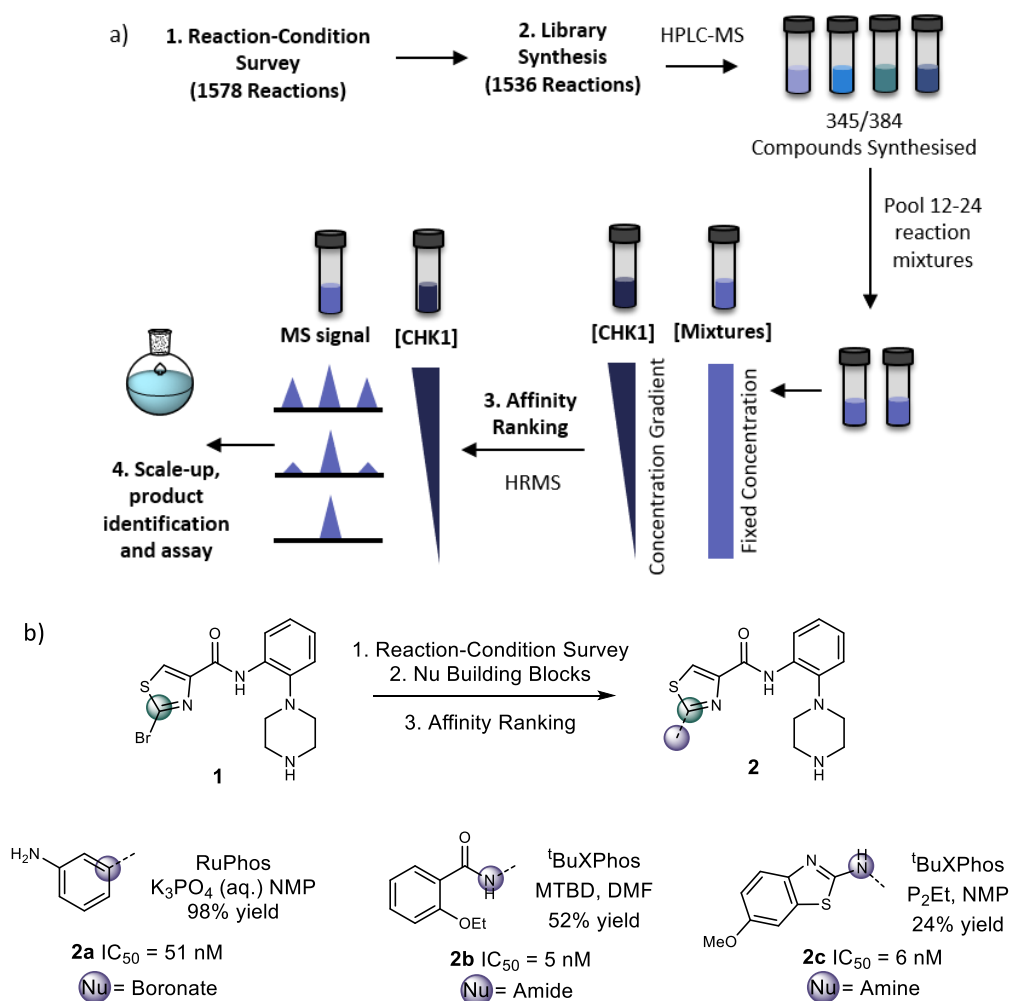 a)
1. Reaction-Condition
Survey
(1578 Reactions)
2. Library
Synthesis
(1536 Reactions)
HPLC-MS
345/384
Compounds Synthesised
Pool 12-24
reaction
mixtures
MS signal
[CHK1]
[CHK1]
[Mixtures]
Concentration Gradient
Fixed Concentration
3. Affinity
Ranking
HRMS
4. Scale-up,
product
identification
and assay
b)
O
N
H
S
N
Br
N
N
H
1
1. Reaction-Condition Survey
2. Nu Building Blocks
3. Affinity Ranking
O
N
H
S
N
N
N
H
2
H₂N
RuPhos
K₃PO₄ (aq.) NMP
98% yield
2a IC₅₀ = 51 nM
Nu = Boronate
O
N
H
OEt
ᵗBuXPhos
MTBD, DMF
52% yield
2b IC₅₀ = 5 nM
Nu = Amide
H
N
N
S
MeO
ᵗBuXPhos
P₂Et, NMP
24% yield
2c IC₅₀ = 6 nM
Nu = Amine